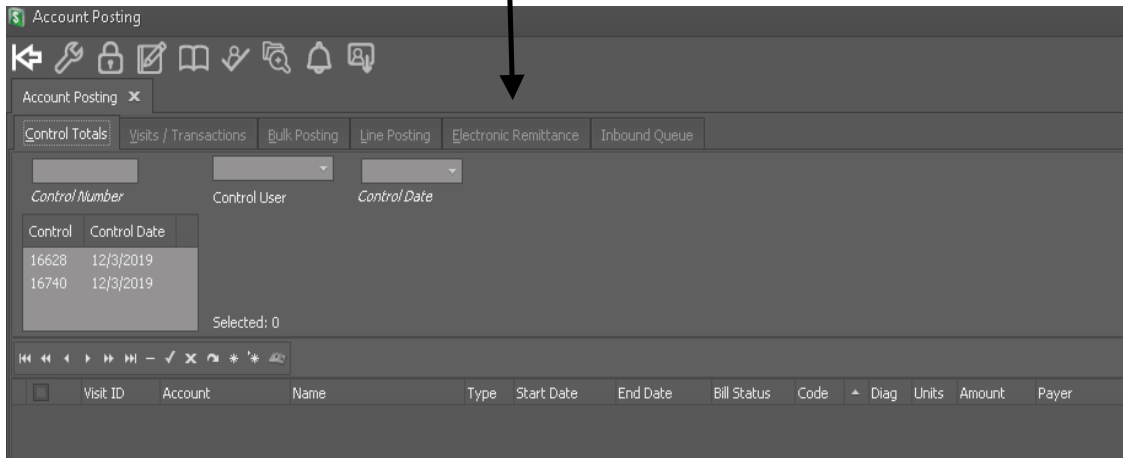 Account Posting
Account Posting
Control Totals Visits / Transactions Bulk Posting Line Posting Electronic Remittance Inbound Queue
Control Number Control User Control Date
Control Control Date
16628 12/3/2019
16740 12/3/2019
Selected: 0
Visit ID Account Name Type Start Date End Date Bill Status Code Diag Units Amount Payer